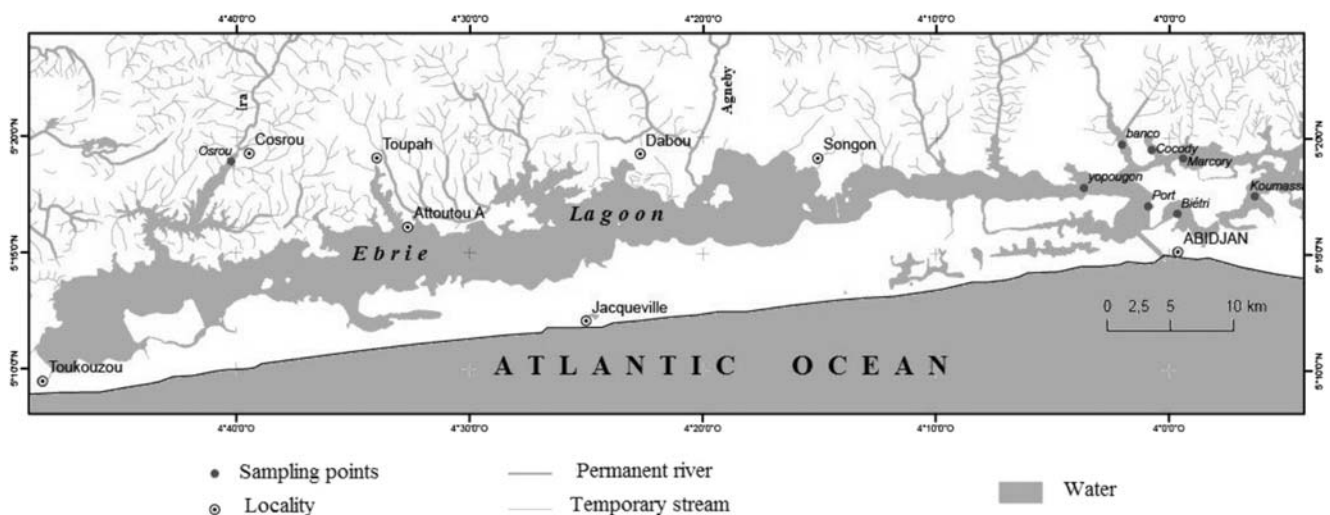 4°40'0"O 4°30'0"O 4°20'0"O 4°10'0"O 4°0'0"O
Ira
Agneby
5°20'0"N
5°20'0"N
Osrou
Cosrou
Toupah
Dabou
Songon
banco
Cocody
Marcory
yopougon
Port
Biétri
Koumassi
Attoutou A
Lagoon
Ebrie
ABIDJAN
5°15'0"N
5°15'0"N
Jacqueville
0 2,5 5 10 km
Toukouzou
ATLANTIC OCEAN
5°10'0"N
5°10'0"N
4°40'0"O 4°30'0"O 4°20'0"O 4°10'0"O 4°0'0"O
Sampling points
Permanent river
Water
Locality
Temporary stream